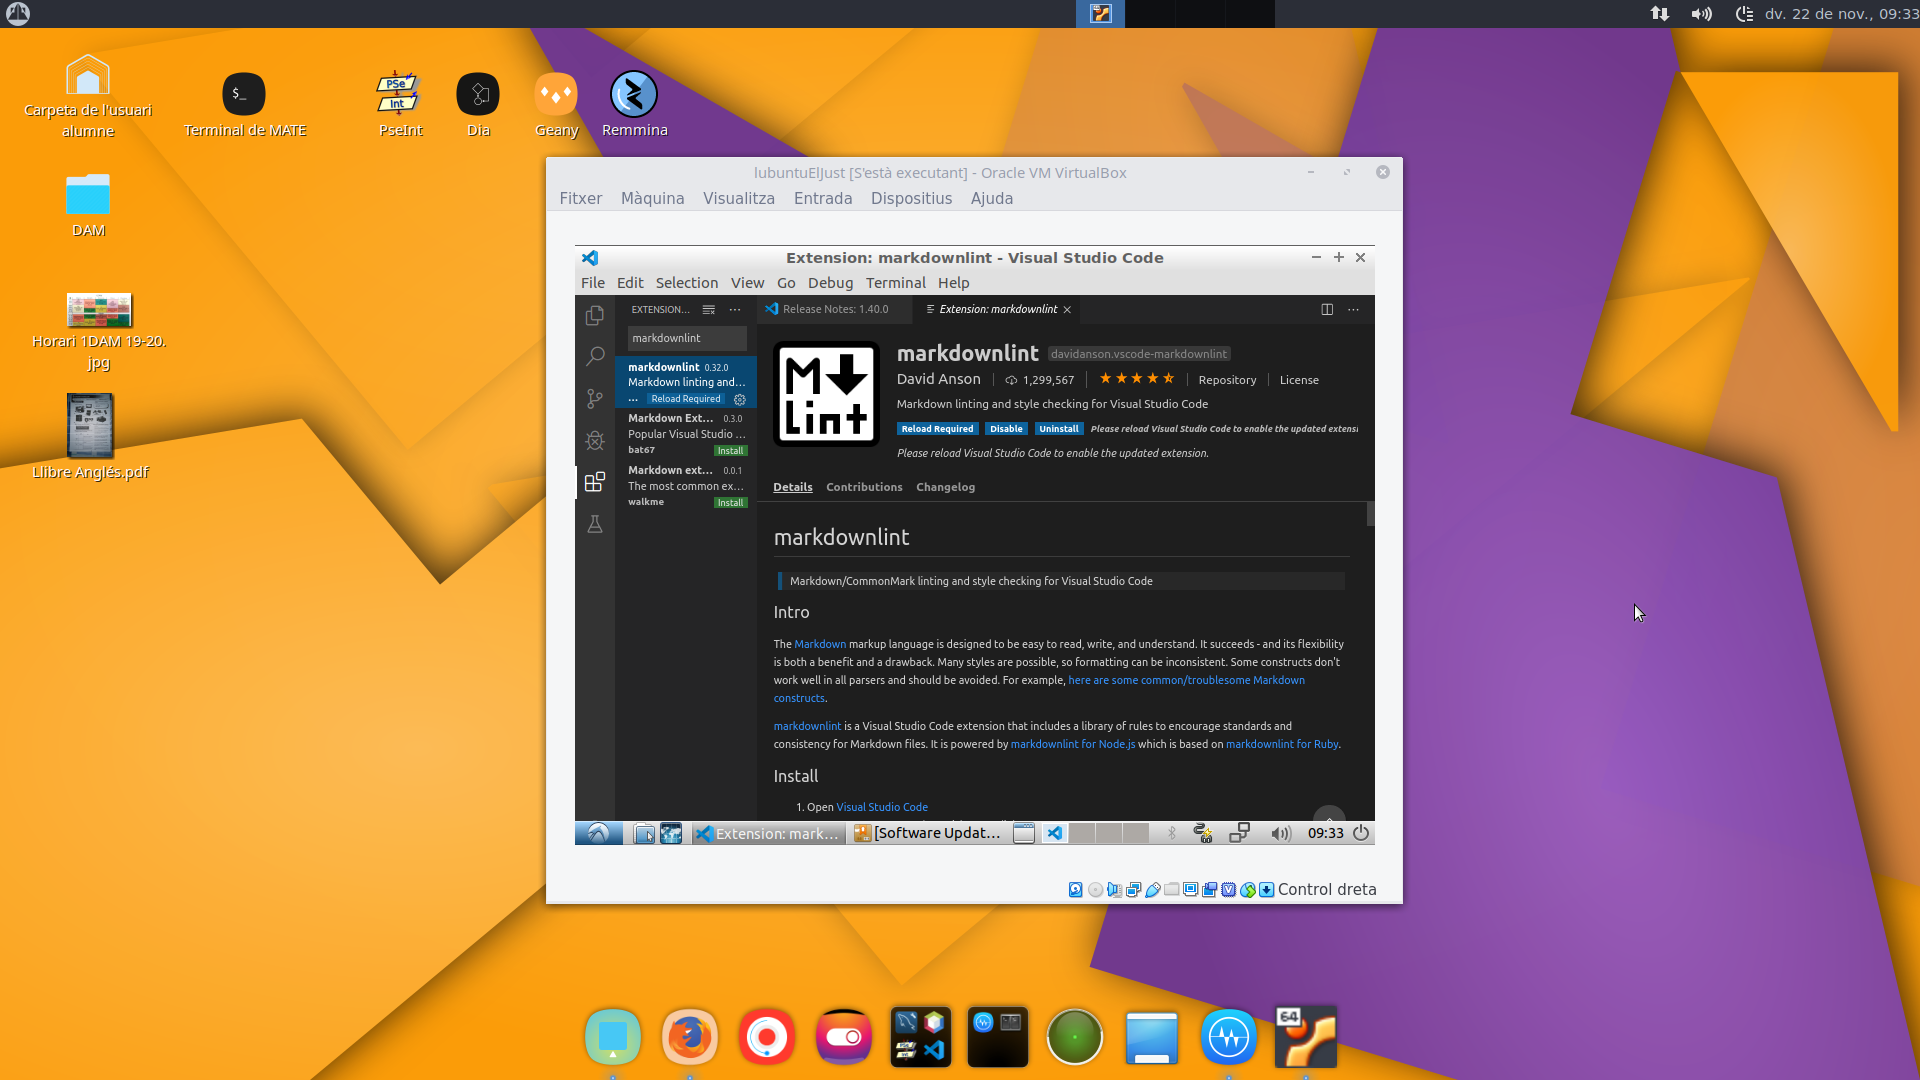 dv. 22 de nov., 09:33
Carpeta de l'usuari
alumne
$_
Terminal de MATE
PSe
Int
PseInt
Dia
Geany
Remmina
DAM
Horari 1DAM 19-20.
jpg
Llibre Anglés.pdf
lubuntuElJust [S'està executant] - Oracle VM VirtualBox
Fitxer Màquina Visualitza Entrada Dispositius Ajuda
Extension: markdownlint - Visual Studio Code
File Edit Selection View Go Debug Terminal Help
EXTENSION...
Release Notes: 1.40.0
Extension: markdownlint
markdownlint
markdownlint 0.32.0
Markdown linting and...
... Reload Required
Markdown Ext... 0.3.0
Popular Visual Studio ...
bat67 Install
Markdown ext... 0.0.1
The most common ex...
walkme Install
M
Lint
markdownlint davidanson.vscode-markdownlint
David Anson 1,299,567 Repository License
Markdown linting and style checking for Visual Studio Code
Reload Required Disable Uninstall Please reload Visual Studio Code to enable the updated extensi
Please reload Visual Studio Code to enable the updated extension.
Details Contributions Changelog
markdownlint
Markdown/CommonMark linting and style checking for Visual Studio Code
Intro
The Markdown markup language is designed to be easy to read, write, and understand. It succeeds - and its flexibility
is both a benefit and a drawback. Many styles are possible, so formatting can be inconsistent. Some constructs don't
work well in all parsers and should be avoided. For example, here are some common/troublesome Markdown
constructs.
markdownlint is a Visual Studio Code extension that includes a library of rules to encourage standards and
consistency for Markdown files. It is powered by markdownlint for Node.js which is based on markdownlint for Ruby.
Install
1. Open Visual Studio Code
Extension: mark...
[Software Updat...
09:33
Control dreta
64